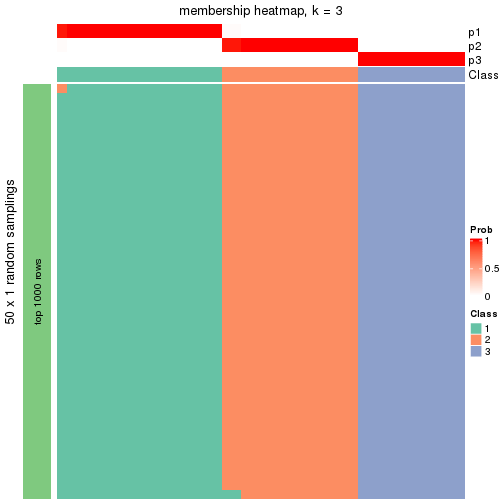 membership heatmap, k = 3
p1
p2
p3
Class
50 x 1 random samplings
top 1000 rows
Prob
1
0.5
0
Class
1
2
3